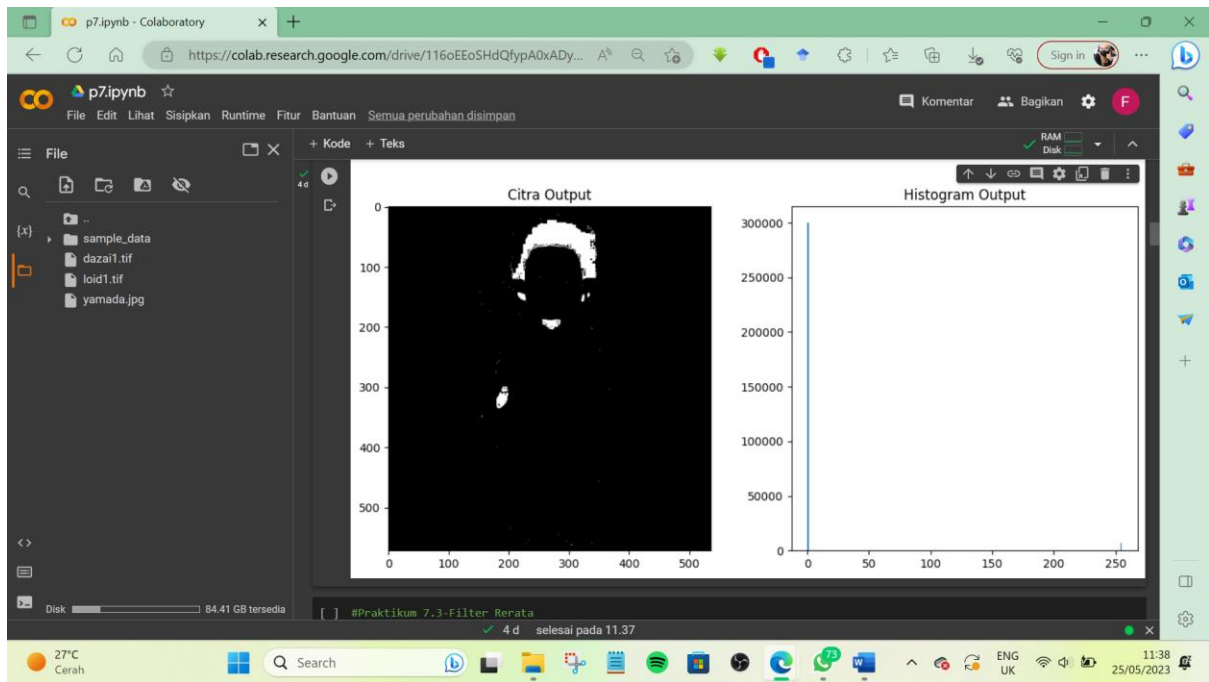 p7.ipynb - Colaboratory
https://colab.research.google.com/drive/116oEEoSHdQfypA0xADy...
Sign in
p7.ipynb
File Edit Lihat Sisipkan Runtime Fitur Bantuan Semua perubahan disimpan
Komentar
Bagikan
F
File
+ Kode + Teks
RAM
Disk
..
sample_data
dazai1.tif
loid1.tif
yamada.jpg
{x}
4 d
Citra Output
0
100
200
300
400
500
0 100 200 300 400 500
Histogram Output
300000
250000
200000
150000
100000
50000
0
0 50 100 150 200 250
Disk 84.41 GB tersedia
[ ] #Praktikum 7.3-Filter Rerata
4 d selesai pada 11.37
27°C
Cerah
Search
73
ENG
UK
11:38
25/05/2023